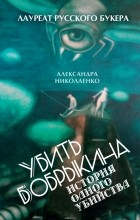 ЛАУРЕАТ РУССКОГО БУКЕРА
АЛЕКСАНДРА
НИКОЛАЕНКО
УБИТЬ
БОБРЫКИНА
ИСТОРИЯ
ОДНОГО
УБИЙСТВА